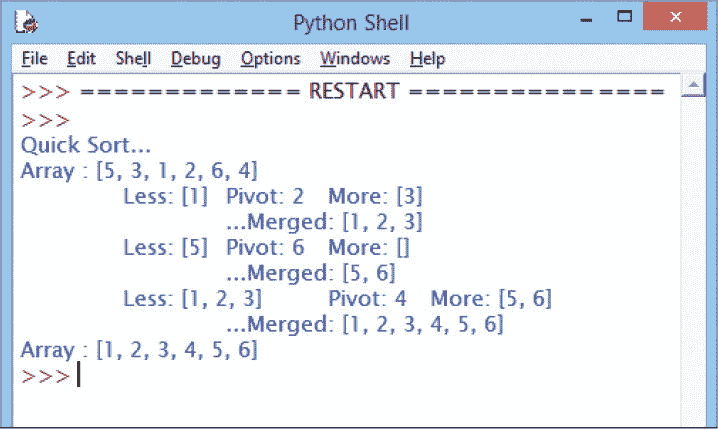 Python Shell
File Edit Shell Debug Options Windows Help
>>> ============= RESTART ===============
>>>
Quick Sort...
Array : [5, 3, 1, 2, 6, 4]
Less: [1] Pivot: 2 More: [3]
...Merged: [1, 2, 3]
Less: [5] Pivot: 6 More: []
...Merged: [5, 6]
Less: [1, 2, 3] Pivot: 4 More: [5, 6]
...Merged: [1, 2, 3, 4, 5, 6]
Array : [1, 2, 3, 4, 5, 6]
>>>